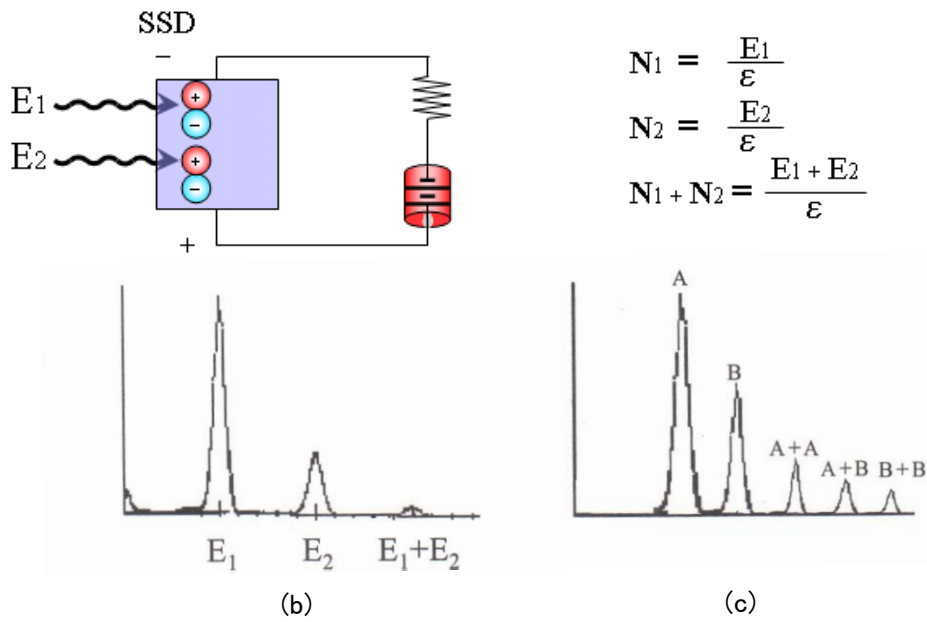 SSD
−
E1
+
−
E2
+
−
+
N1 = E1 / ε
N2 = E2 / ε
N1 + N2 = E1 + E2 / ε
E1 E2 E1+E2
(b)
A
B
A+A
A+B
B+B
(c)